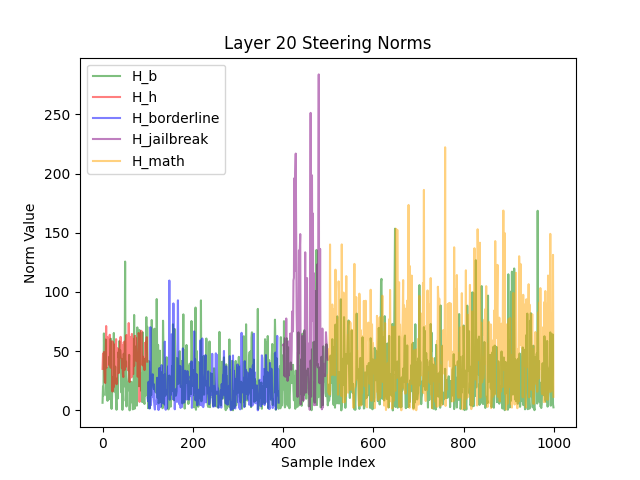 Layer 20 Steering Norms
H_b
H_h
H_borderline
H_jailbreak
H_math
Norm Value
250
200
150
100
50
0
0
200
400
600
800
1000
Sample Index